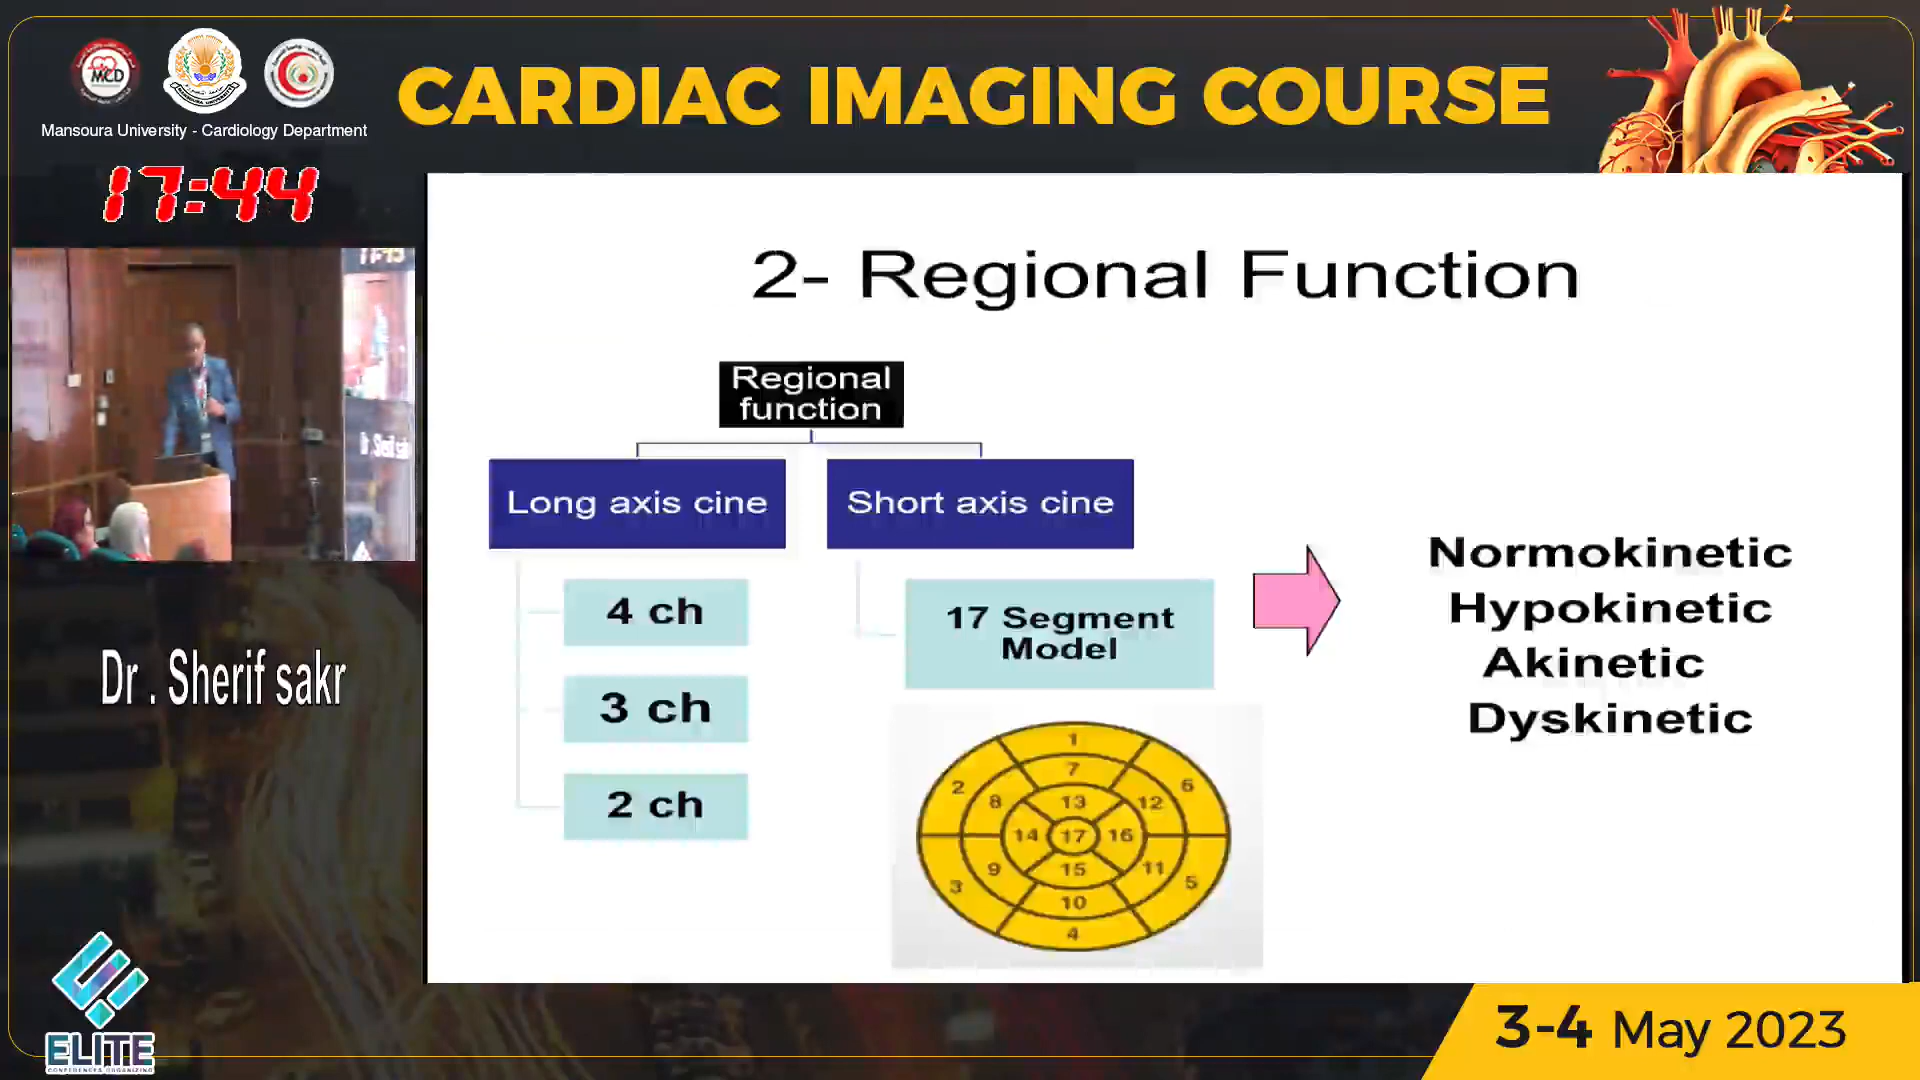 MCD
MANSOURA UNIVERSITY
Mansoura University - Cardiology Department
CARDIAC IMAGING COURSE
17:44
2- Regional Function
Regional
function
Long axis cine
Short axis cine
4 ch
3 ch
2 ch
17 Segment
Model
1
7
2
8
13
12
6
14
17
16
3
9
15
11
5
10
4
Normokinetic
Hypokinetic
Akinetic
Dyskinetic
Dr . Sherif sakr
ELITE
CONFERENCES ORGANIZING
3-4 May 2023